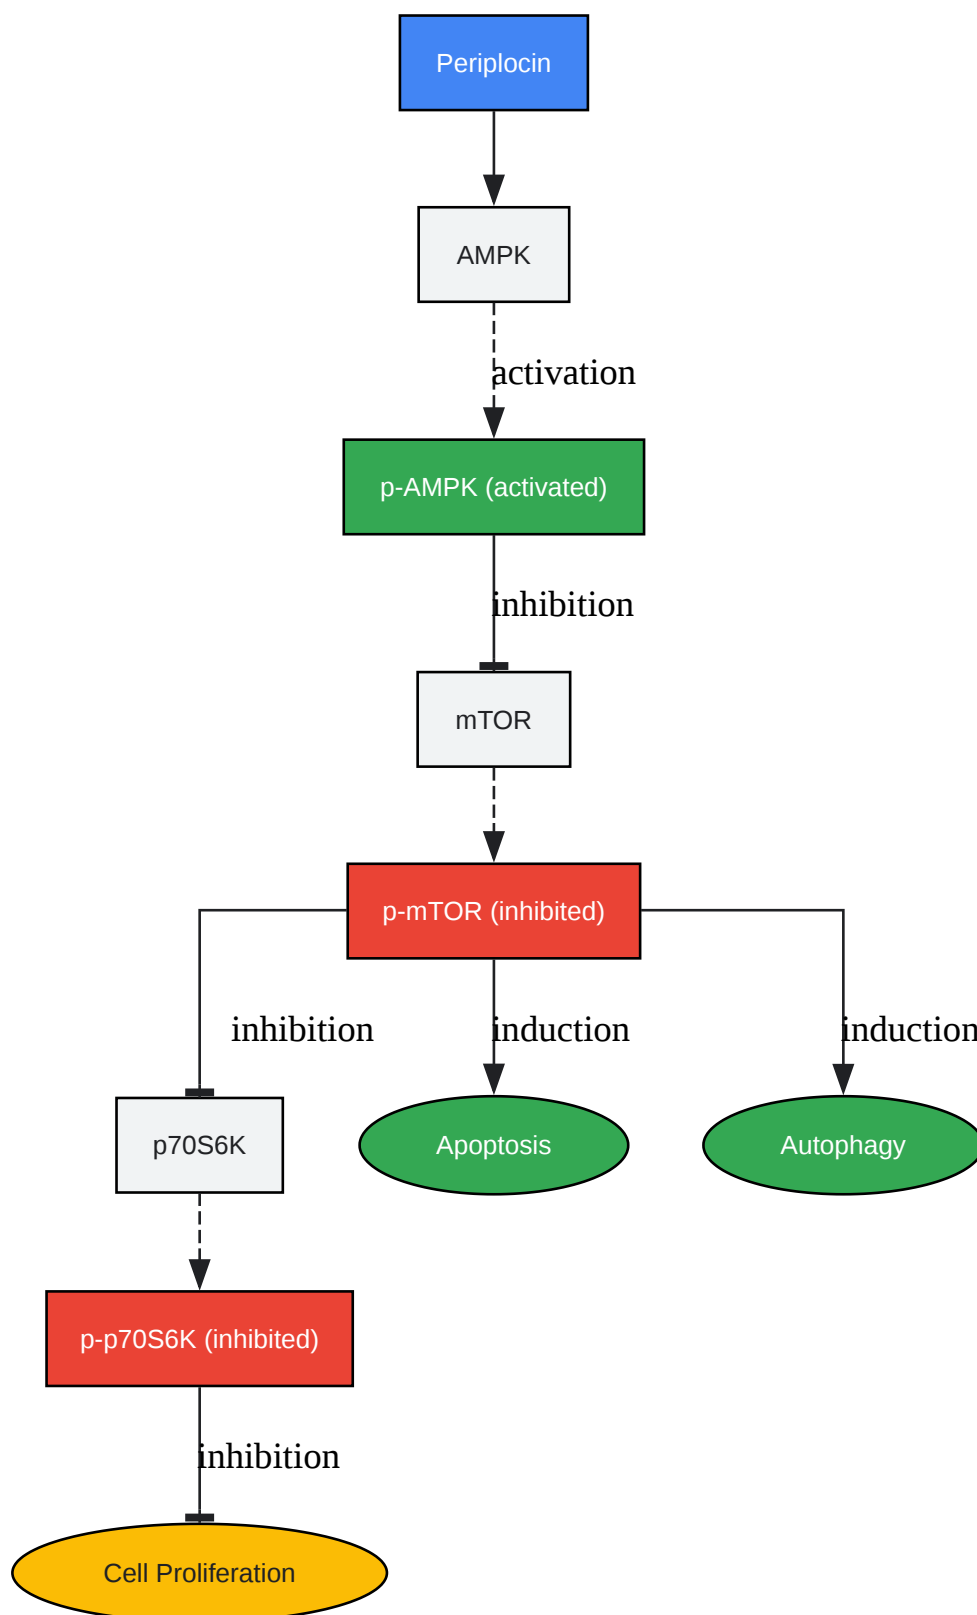 Periplocin
AMPK
activation
p-AMPK (activated)
inhibition
mTOR
p-mTOR (inhibited)
inhibition
induction
induction
p70S6K
Apoptosis
Autophagy
p-p70S6K (inhibited)
inhibition
Cell Proliferation